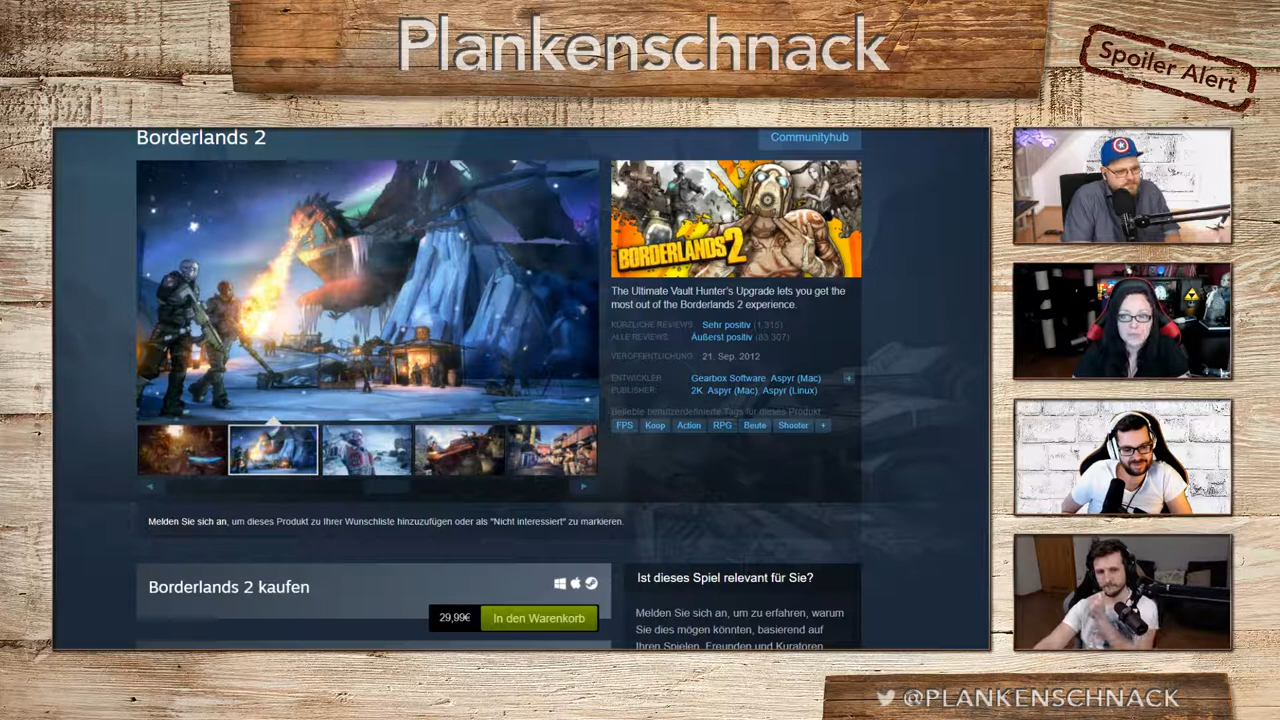 Plankenschnack
Spoiler Alert
Borderlands 2
Communityhub
BORDERLANDS 2
The Ultimate Vault Hunter's Upgrade lets you get the
most out of the Borderlands 2 experience.
KÜRZLICHE REVIEWS: Sehr positiv (1,315)
ALLE REVIEWS: Äußerst positiv (83 307)
VERÖFFENTLICHUNG: 21. Sep. 2012
ENTWICKLER: Gearbox Software, Aspyr (Mac) +
PUBLISHER: 2K, Aspyr (Mac), Aspyr (Linux)
Beliebte benutzerdefinierte Tags für dieses Produkt:
FPS Koop Action RPG Beute Shooter +
Melden Sie sich an, um dieses Produkt zu Ihrer Wunschliste hinzuzufügen oder als "Nicht interessiert" zu markieren.
Borderlands 2 kaufen
29,99€ In den Warenkorb
Ist dieses Spiel relevant für Sie?
Melden Sie sich an, um zu erfahren, warum
Sie dies mögen könnten, basierend auf
Ihren Spielen, Freunden und Kuratoren
@PLANKENSCHNACK